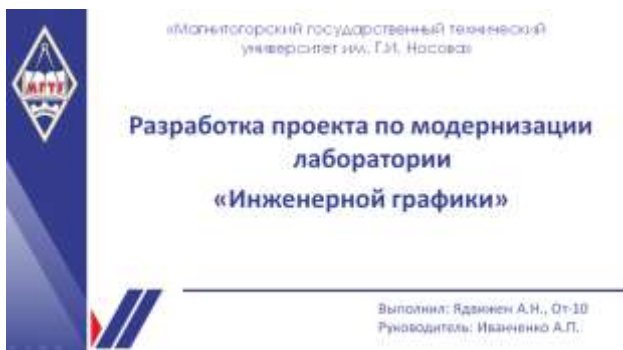 МГТУ
«Магнитогорский государственный технический
университет им. Г.И. Носова»
Разработка проекта по модернизации
лаборатории
«Инженерной графики»
Выполнил: Ядвижен А.Н., От-10
Руководитель: Иванченко А.П.